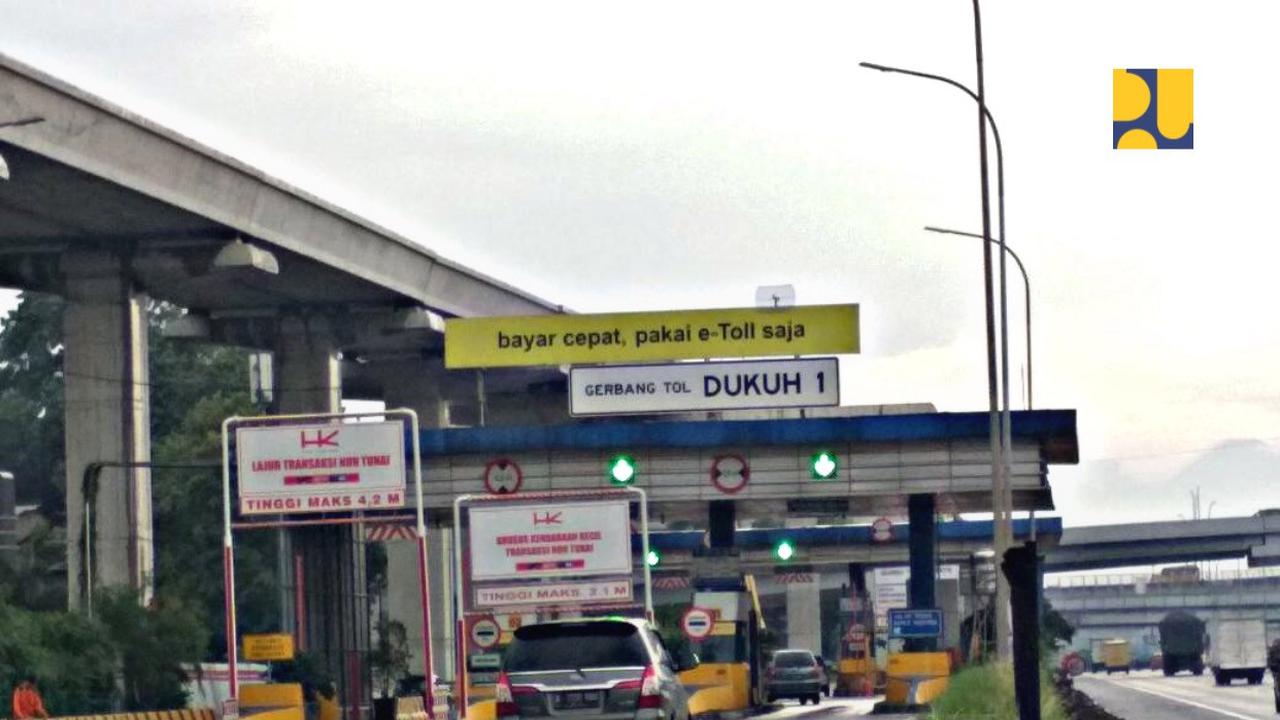 bayar cepat, pakai e-Toll saja
GERBANG TOL DUKUH 1
HK
LAJUR TRANSAKSI NON TUNAI
TINGGI MAKS 4,2 M
HK
KHUSUS KENDARAAN KECIL
TRANSAKSI NON TUNAI
TINGGI MAKS 2.1 M